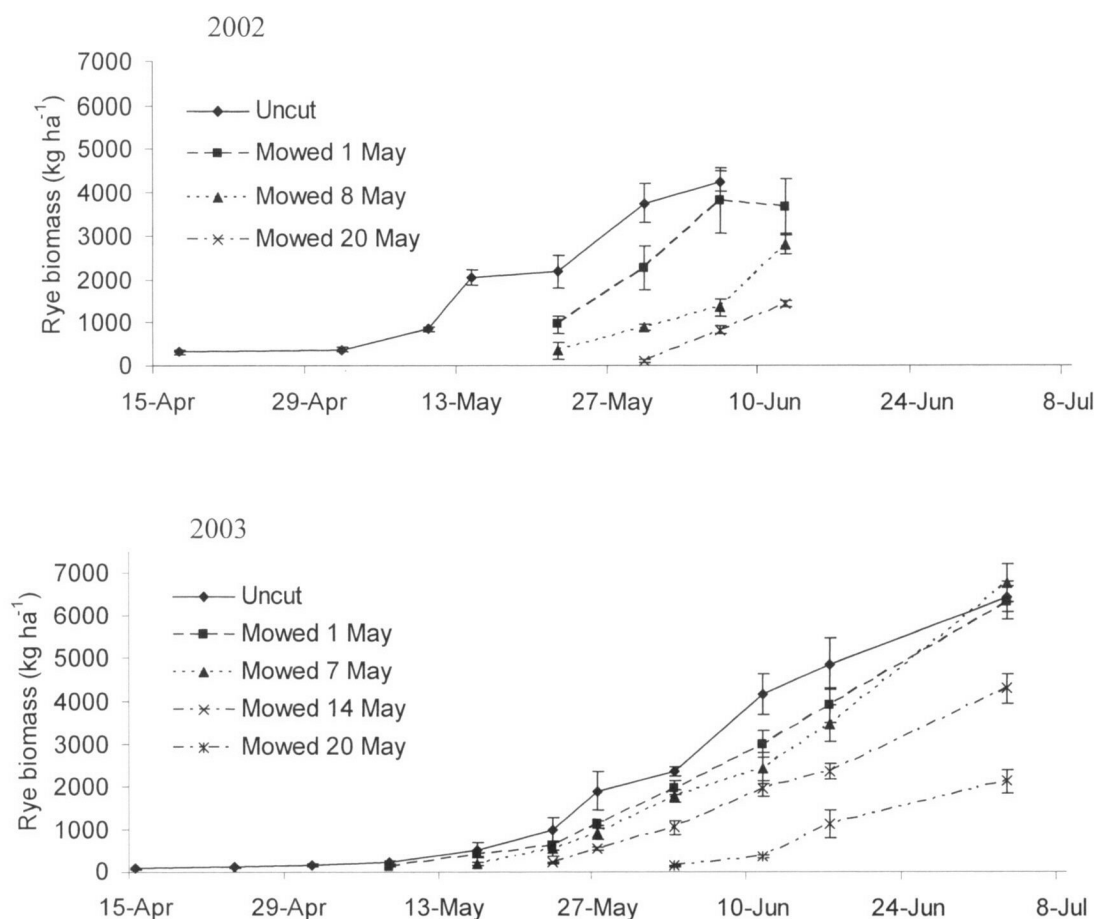 2002
Rye biomass (kg ha⁻¹)
7000
6000
5000
4000
3000
2000
1000
0
Uncut
Mowed 1 May
Mowed 8 May
Mowed 20 May
15-Apr 29-Apr 13-May 27-May 10-Jun 24-Jun 8-Jul
2003
Rye biomass (kg ha⁻¹)
7000
6000
5000
4000
3000
2000
1000
0
Uncut
Mowed 1 May
Mowed 7 May
Mowed 14 May
Mowed 20 May
15-Apr 29-Apr 13-May 27-May 10-Jun 24-Jun 8-Jul